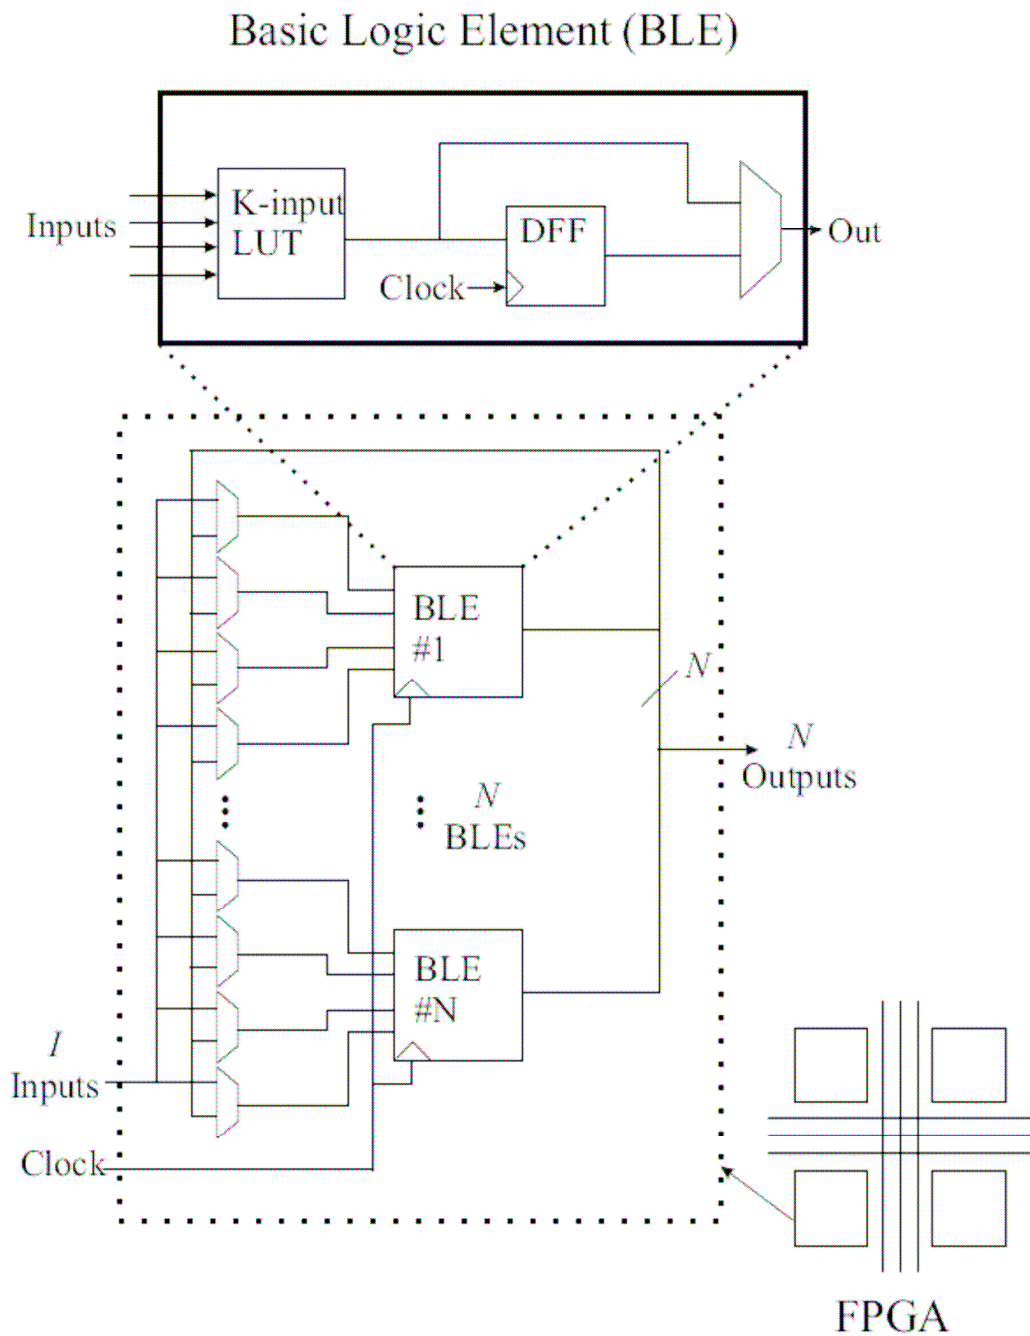 Basic Logic Element (BLE)
Inputs
K-input
LUT
DFF
Clock
Out
BLE
#1
N
N
Outputs
N
BLEs
BLE
#N
I
Inputs
Clock
FPGA